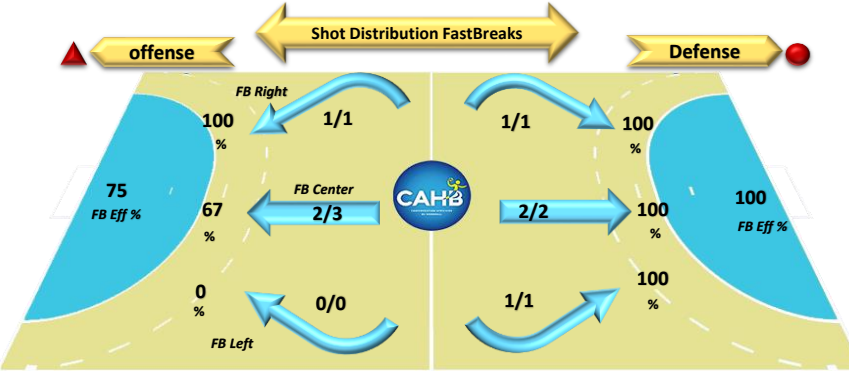 Shot Distribution FastBreaks
offense
Defense
FB Right
100
%
1/1
1/1
100
%
75
FB Eff %
FB Center
67
%
2/3
CAHB
2/2
100
%
100
FB Eff %
0
%
0/0
1/1
100
%
FB Left